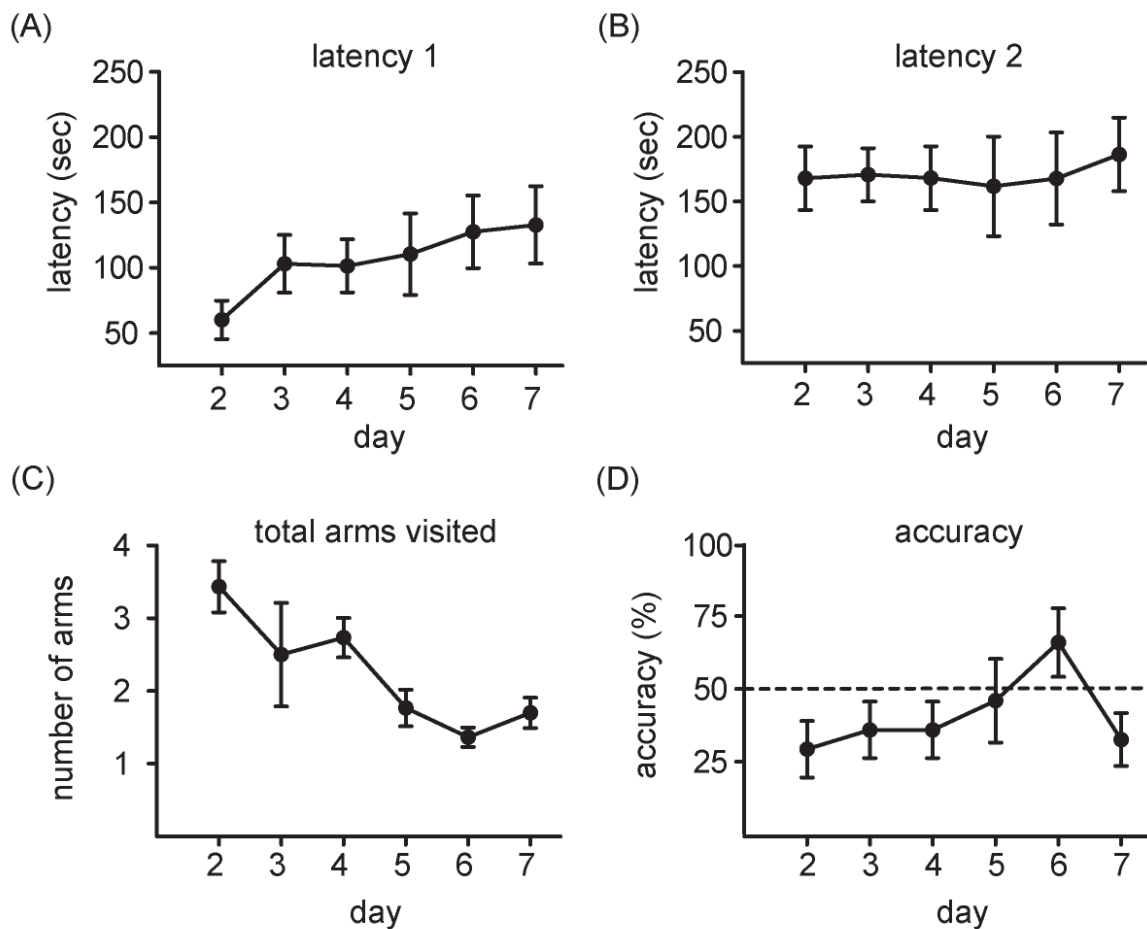 (A)
latency 1
latency (sec)
250
200
150
100
50
2 3 4 5 6 7
day
(B)
latency 2
latency (sec)
250
200
150
100
50
2 3 4 5 6 7
day
(C)
total arms visited
number of arms
4
3
2
1
2 3 4 5 6 7
day
(D)
accuracy
accuracy (%)
100
75
50
25
2 3 4 5 6 7
day